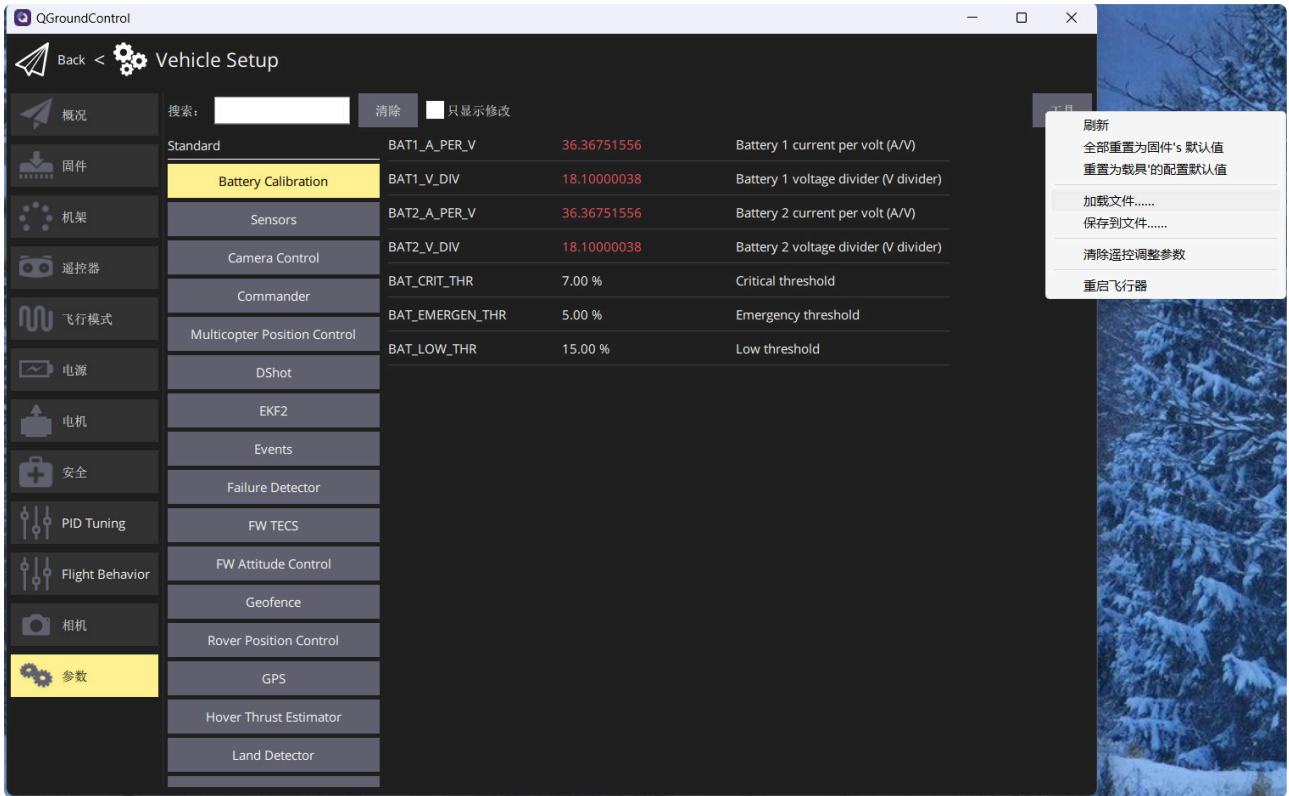 QGroundControl
Back < Vehicle Setup
概况
固件
机架
遥控器
飞行模式
电源
电机
安全
PID Tuning
Flight Behavior
相机
参数
搜索： 清除 只显示修改 工具
Standard
Battery Calibration
Sensors
Camera Control
Commander
Multicopter Position Control
DShot
EKF2
Events
Failure Detector
FW TECS
FW Attitude Control
Geofence
Rover Position Control
GPS
Hover Thrust Estimator
Land Detector
BAT1_A_PER_V 36.36751556 Battery 1 current per volt (A/V)
BAT1_V_DIV 18.10000038 Battery 1 voltage divider (V divider)
BAT2_A_PER_V 36.36751556 Battery 2 current per volt (A/V)
BAT2_V_DIV 18.10000038 Battery 2 voltage divider (V divider)
BAT_CRIT_THR 7.00 % Critical threshold
BAT_EMERGEN_THR 5.00 % Emergency threshold
BAT_LOW_THR 15.00 % Low threshold
刷新
全部重置为固件's 默认值
重置为载具'的配置默认值
加载文件......
保存到文件......
清除遥控调整参数
重启飞行器